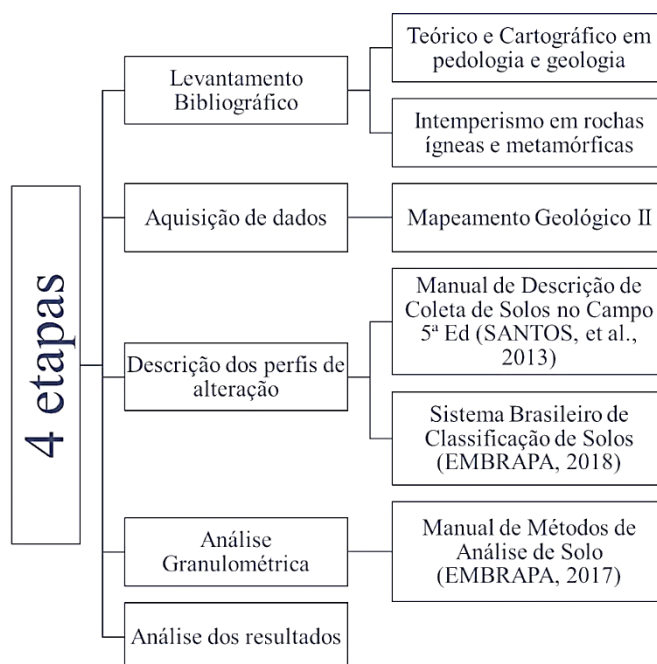 4 etapas
Levantamento
Bibliográfico
Teórico e Cartográfico em
pedologia e geologia
Intemperismo em rochas
ígneas e metamórficas
Aquisição de dados
Mapeamento Geológico II
Descrição dos perfis de
alteração
Manual de Descrição de
Coleta de Solos no Campo
5ª Ed (SANTOS, et al.,
2013)
Sistema Brasileiro de
Classificação de Solos
(EMBRAPA, 2018)
Análise
Granulométrica
Manual de Métodos de
Análise de Solo
(EMBRAPA, 2017)
Análise dos resultados